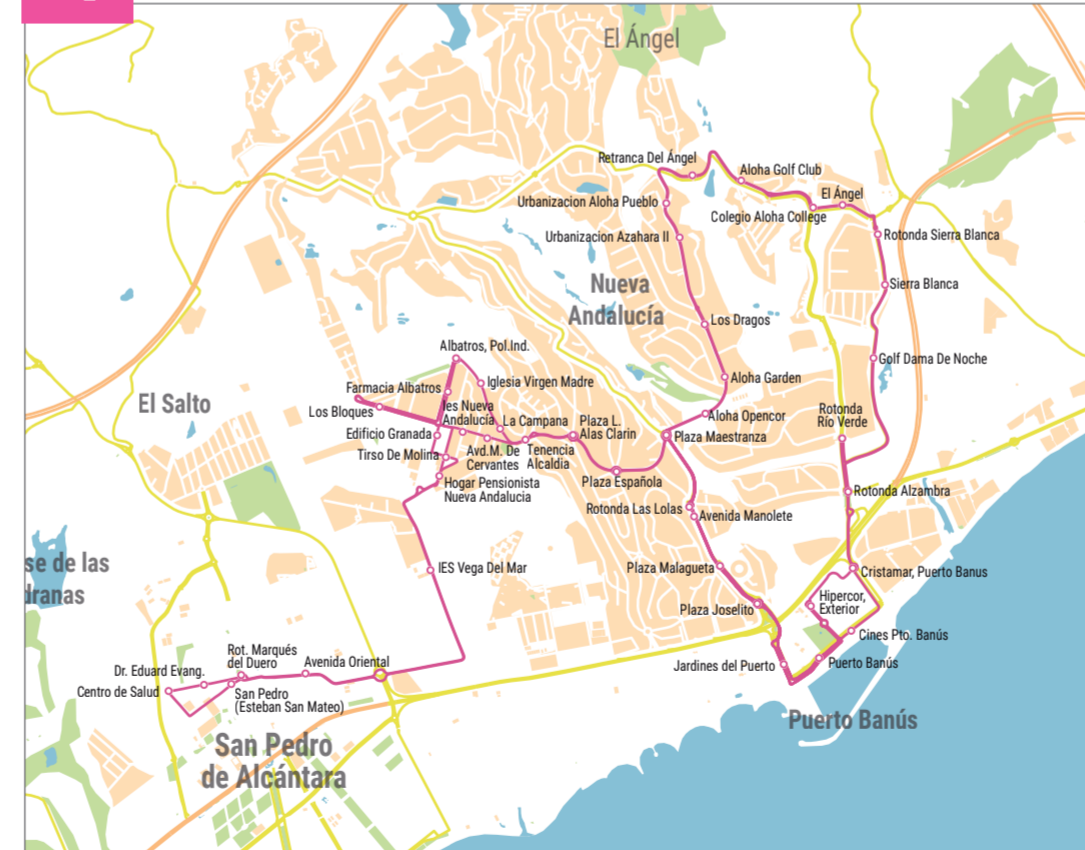 El Ángel
Retranca Del Ángel
Aloha Golf Club
El Ángel
Urbanizacion Aloha Pueblo
Colegio Aloha College
Urbanizacion Azahara II
Rotonda Sierra Blanca
Nueva
Andalucía
Sierra Blanca
Los Dragos
Albatros, Pol.Ind.
Golf Dama De Noche
Iglesia Virgen Madre
Aloha Garden
Farmacia Albatros
El Salto
Los Bloques
Ies Nueva
Andalucía
La Campana
Plaza L.
Alas Clarin
Aloha Opencor
Rotonda
Río Verde
Edificio Granada
Plaza Maestranza
Tirso De Molina
Avd.M. De
Cervantes
Tenencia
Alcaldia
Hogar Pensionista
Nueva Andalucia
Plaza Española
Rotonda Alzambra
Rotonda Las Lolas
Avenida Manolete
se de las
IES Vega Del Mar
Plaza Malagueta
Cristamar, Puerto Banus
Hipercor,
Exterior
Plaza Joselito
Cines Pto. Banús
Rot. Marqués
del Duero
Avenida Oriental
Jardines del Puerto
Puerto Banús
Dr. Eduard Evang.
Centro de Salud
San Pedro
(Esteban San Mateo)
Puerto Banús
San Pedro
de Alcántara